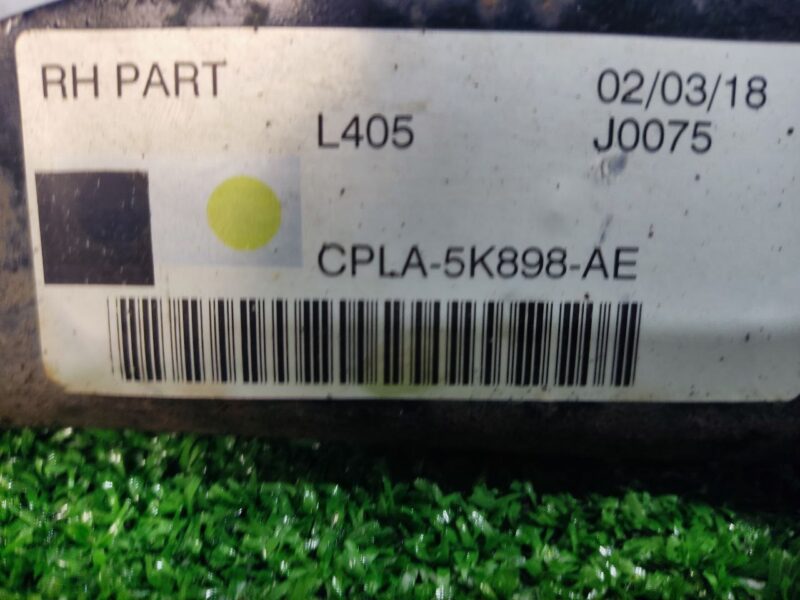 RH PART
02/03/18
L405
J0075
CPLA-5K898-AE